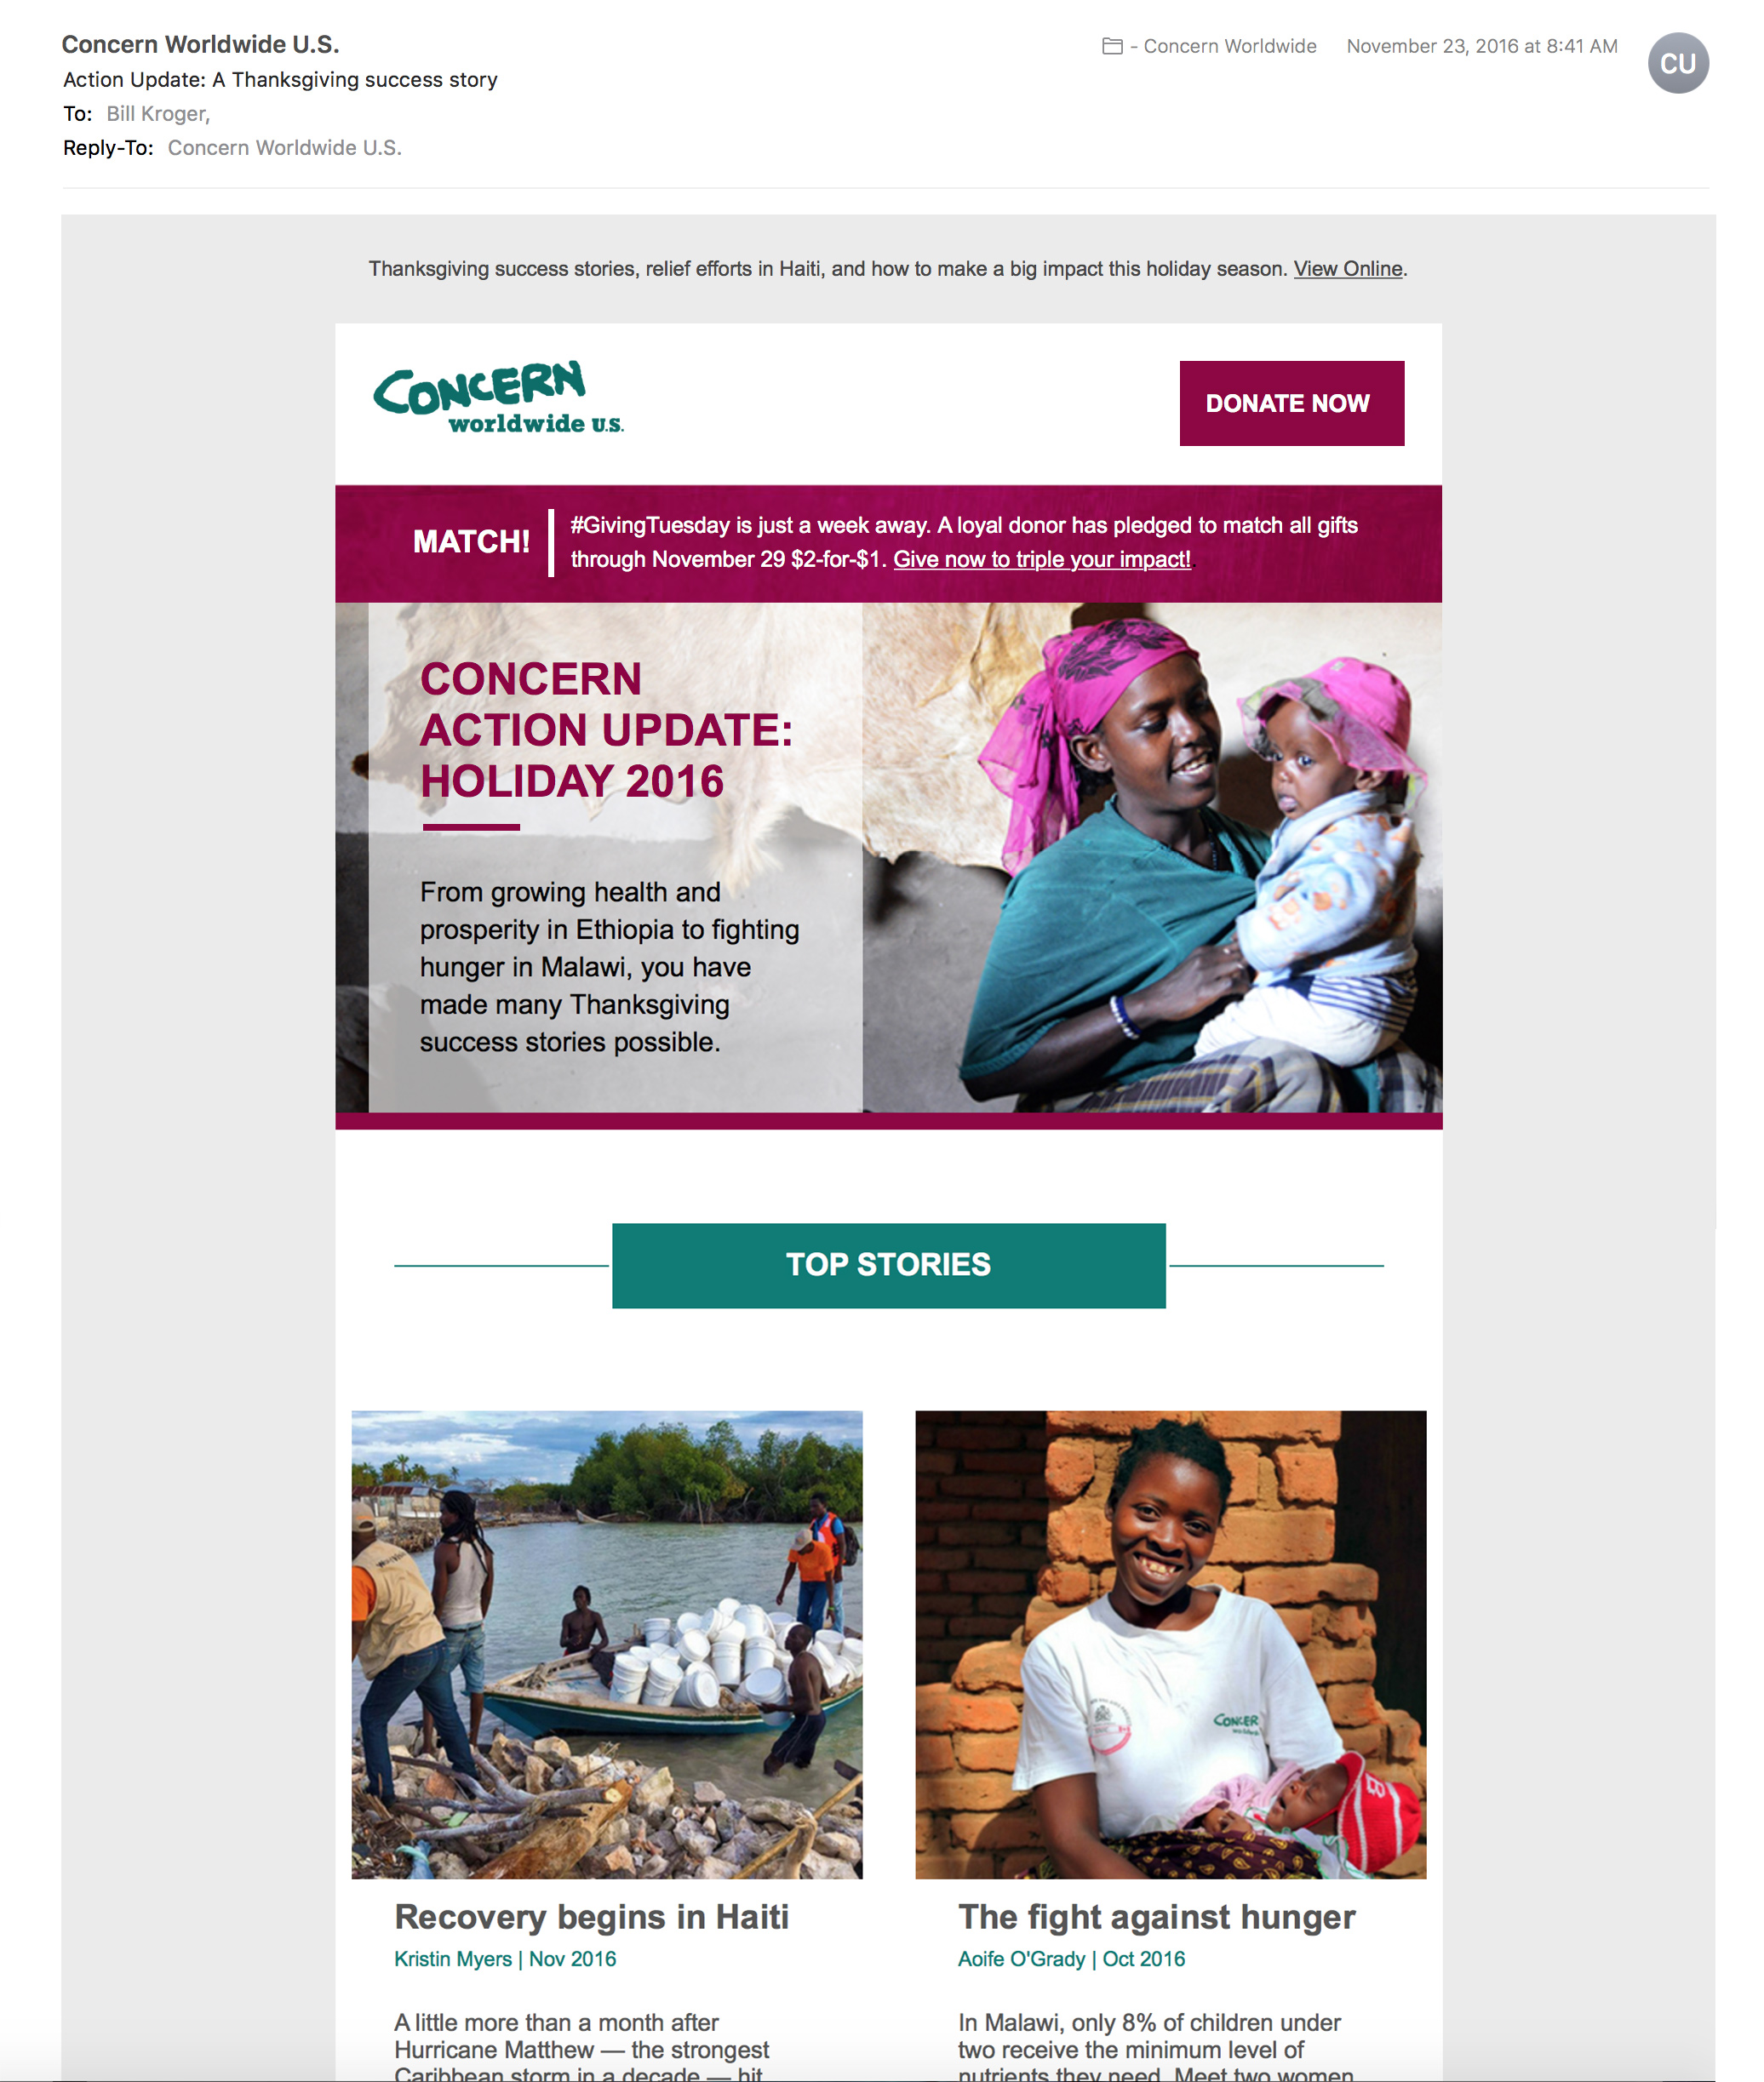 Concern Worldwide U.S.
Action Update: A Thanksgiving success story
To: Bill Kroger,
Reply-To: Concern Worldwide U.S.
- Concern Worldwide November 23, 2016 at 8:41 AM
CU
Thanksgiving success stories, relief efforts in Haiti, and how to make a big impact this holiday season. View Online.
CONCERN
worldwide U.S.
DONATE NOW
MATCH!
#GivingTuesday is just a week away. A loyal donor has pledged to match all gifts
through November 29 $2-for-$1. Give now to triple your impact!.
CONCERN
ACTION UPDATE:
HOLIDAY 2016
From growing health and
prosperity in Ethiopia to fighting
hunger in Malawi, you have
made many Thanksgiving
success stories possible.
TOP STORIES
CONCER
B
Recovery begins in Haiti
Kristin Myers | Nov 2016
A little more than a month after
Hurricane Matthew — the strongest
Caribbean storm in a decade — hit
The fight against hunger
Aoife O'Grady | Oct 2016
In Malawi, only 8% of children under
two receive the minimum level of
nutrients they need. Meet two women